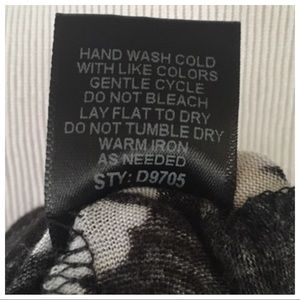 HAND WASH COLD
WITH LIKE COLORS
GENTLE CYCLE
DO NOT BLEACH
LAY FLAT TO DRY
DO NOT TUMBLE DRY
WARM IRON
AS NEEDED
STY: D9705